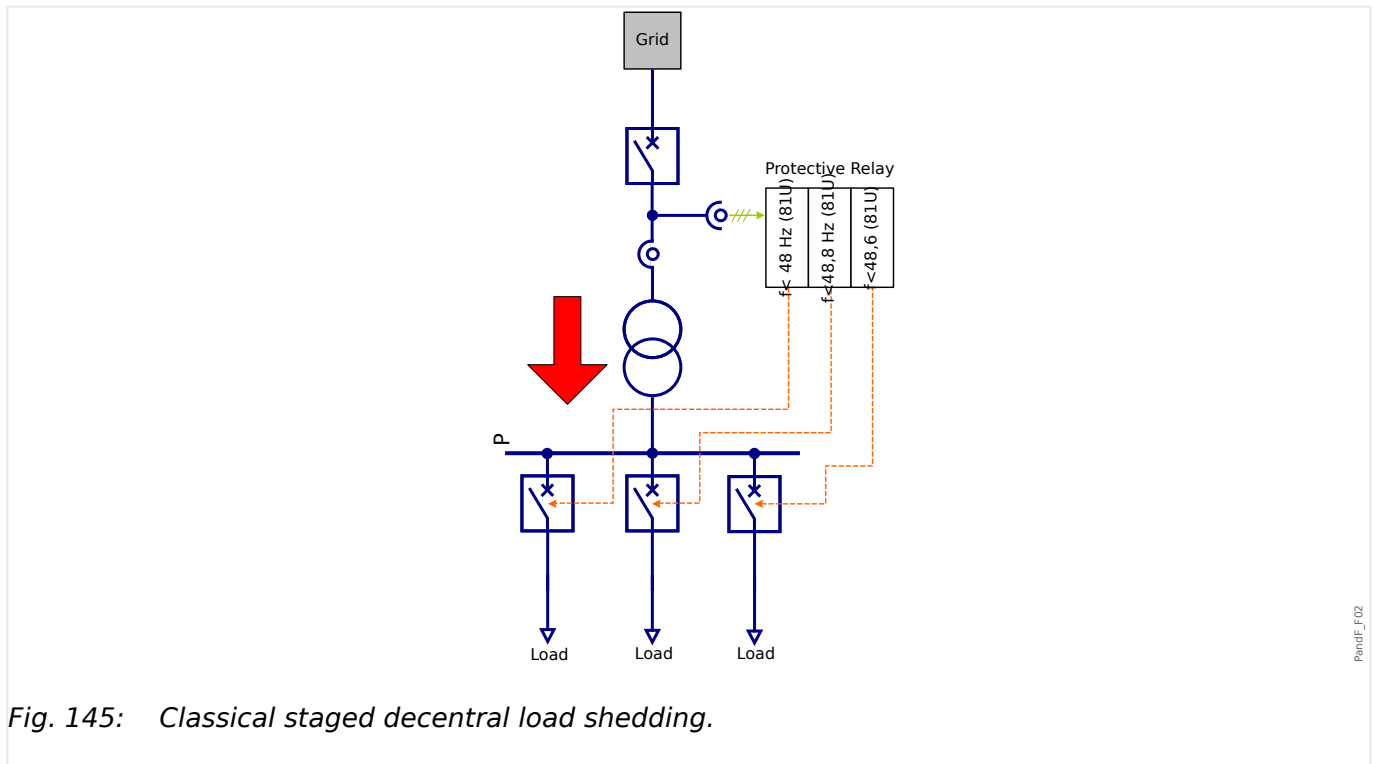 Grid
Protective Relay
f< 48 Hz (81U)
f<48,8 Hz (81U)
f<48,6 (81U)
P
Load
Load
Load
PandF_F02
Fig. 145: Classical staged decentral load shedding.